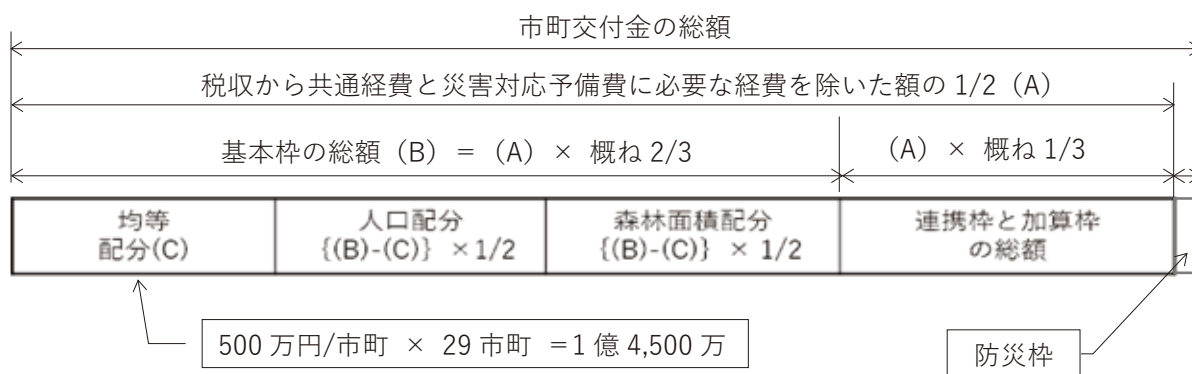 市町交付金の総額
税収から共通経費と災害対応予備費に必要な経費を除いた額の 1/2（A）
基本枠の総額（B）＝（A）× 概ね 2/3
（A）× 概ね 1/3
均等
配分(C)
人口配分
{(B)-(C)} ×1/2
森林面積配分
{(B)-(C)} × 1/2
連携枠と加算枠
の総額
500 万円/市町 × 29 市町 ＝1 億 4,500 万
防災枠